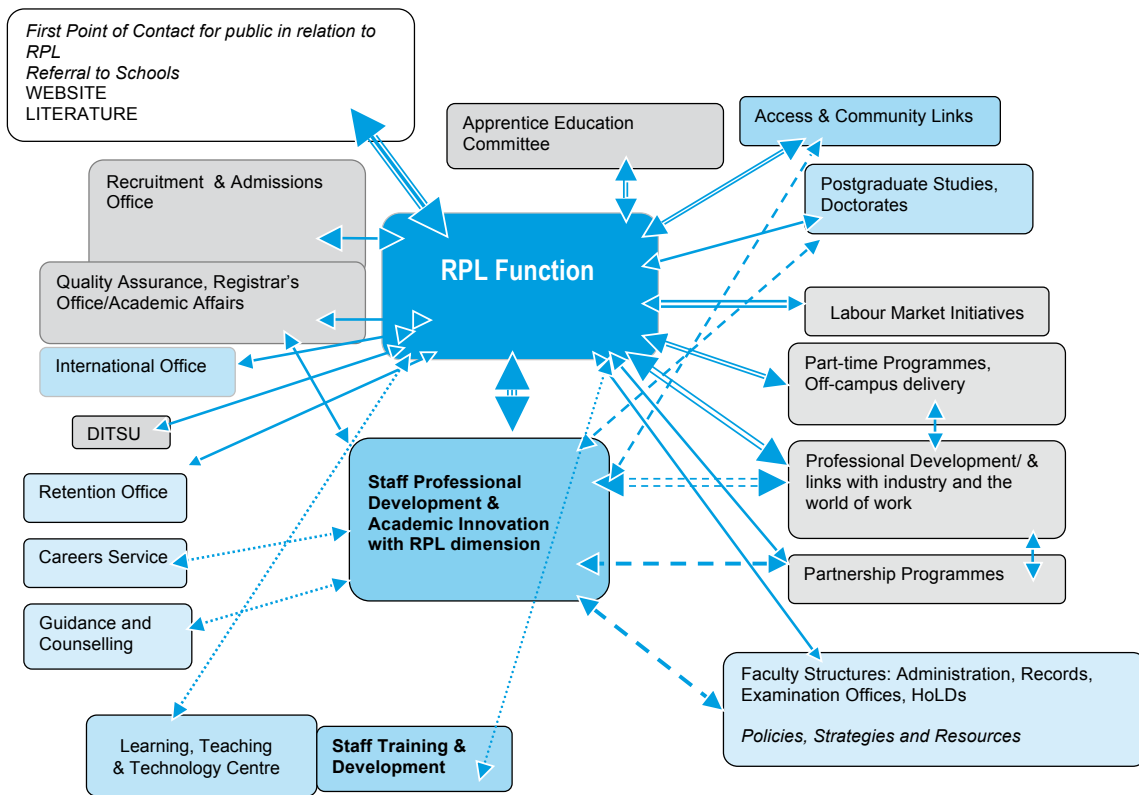 First Point of Contact for public in relation to
RPL
Referral to Schools
WEBSITE
LITERATURE
Apprentice Education
Committee
Access & Community Links
Recruitment & Admissions
Office
Postgraduate Studies,
Doctorates
RPL Function
Quality Assurance, Registrar's
Office/Academic Affairs
Labour Market Initiatives
International Office
Part-time Programmes,
Off-campus delivery
DITSU
Professional Development/ &
links with industry and the
world of work
Staff Professional
Development &
Academic Innovation
with RPL dimension
Retention Office
Careers Service
Partnership Programmes
Guidance and
Counselling
Faculty Structures: Administration, Records,
Examination Offices, HoLDs
Policies, Strategies and Resources
Learning, Teaching
& Technology Centre
Staff Training &
Development